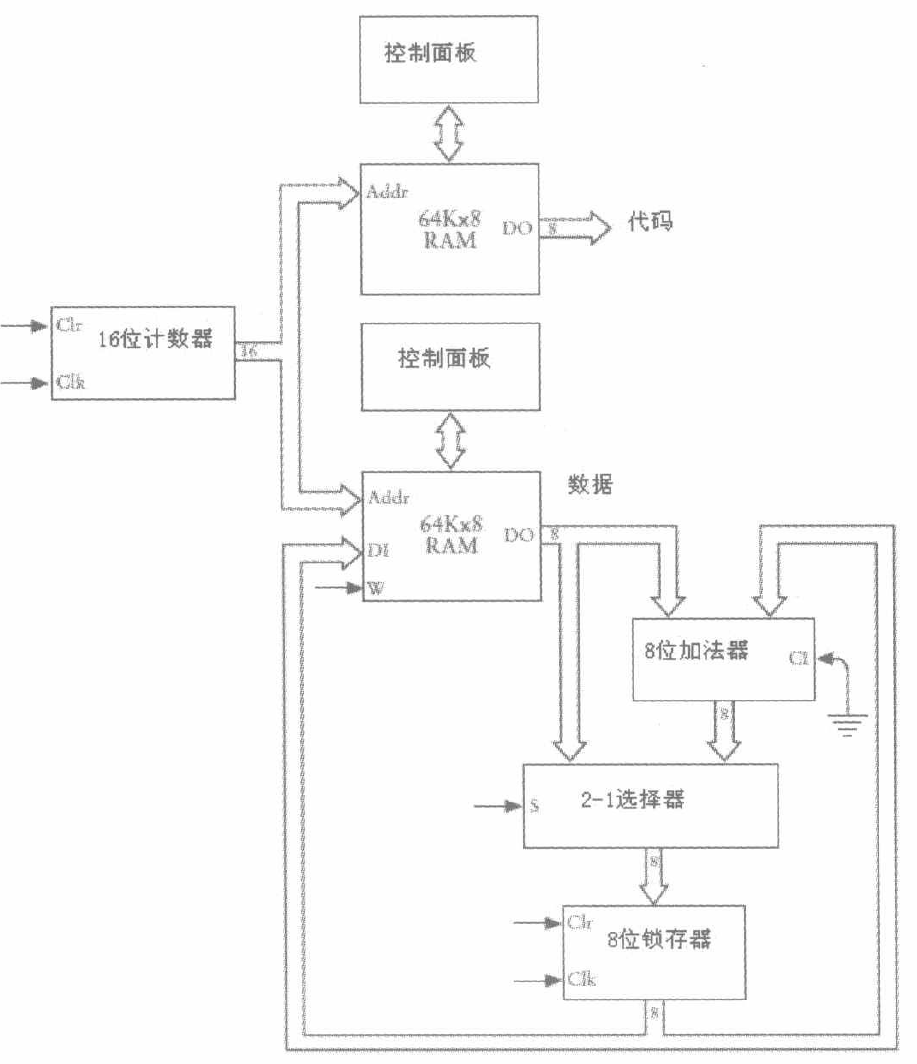 控制面板
Addr
64Kx8
RAM
DO
8
代码
Clr
16位计数器
Clk
16
控制面板
数据
Addr
64Kx8
RAM
DO
8
DI
W
8位加法器
CI
8
S
2-1选择器
8
Clr
8位锁存器
Clk
8